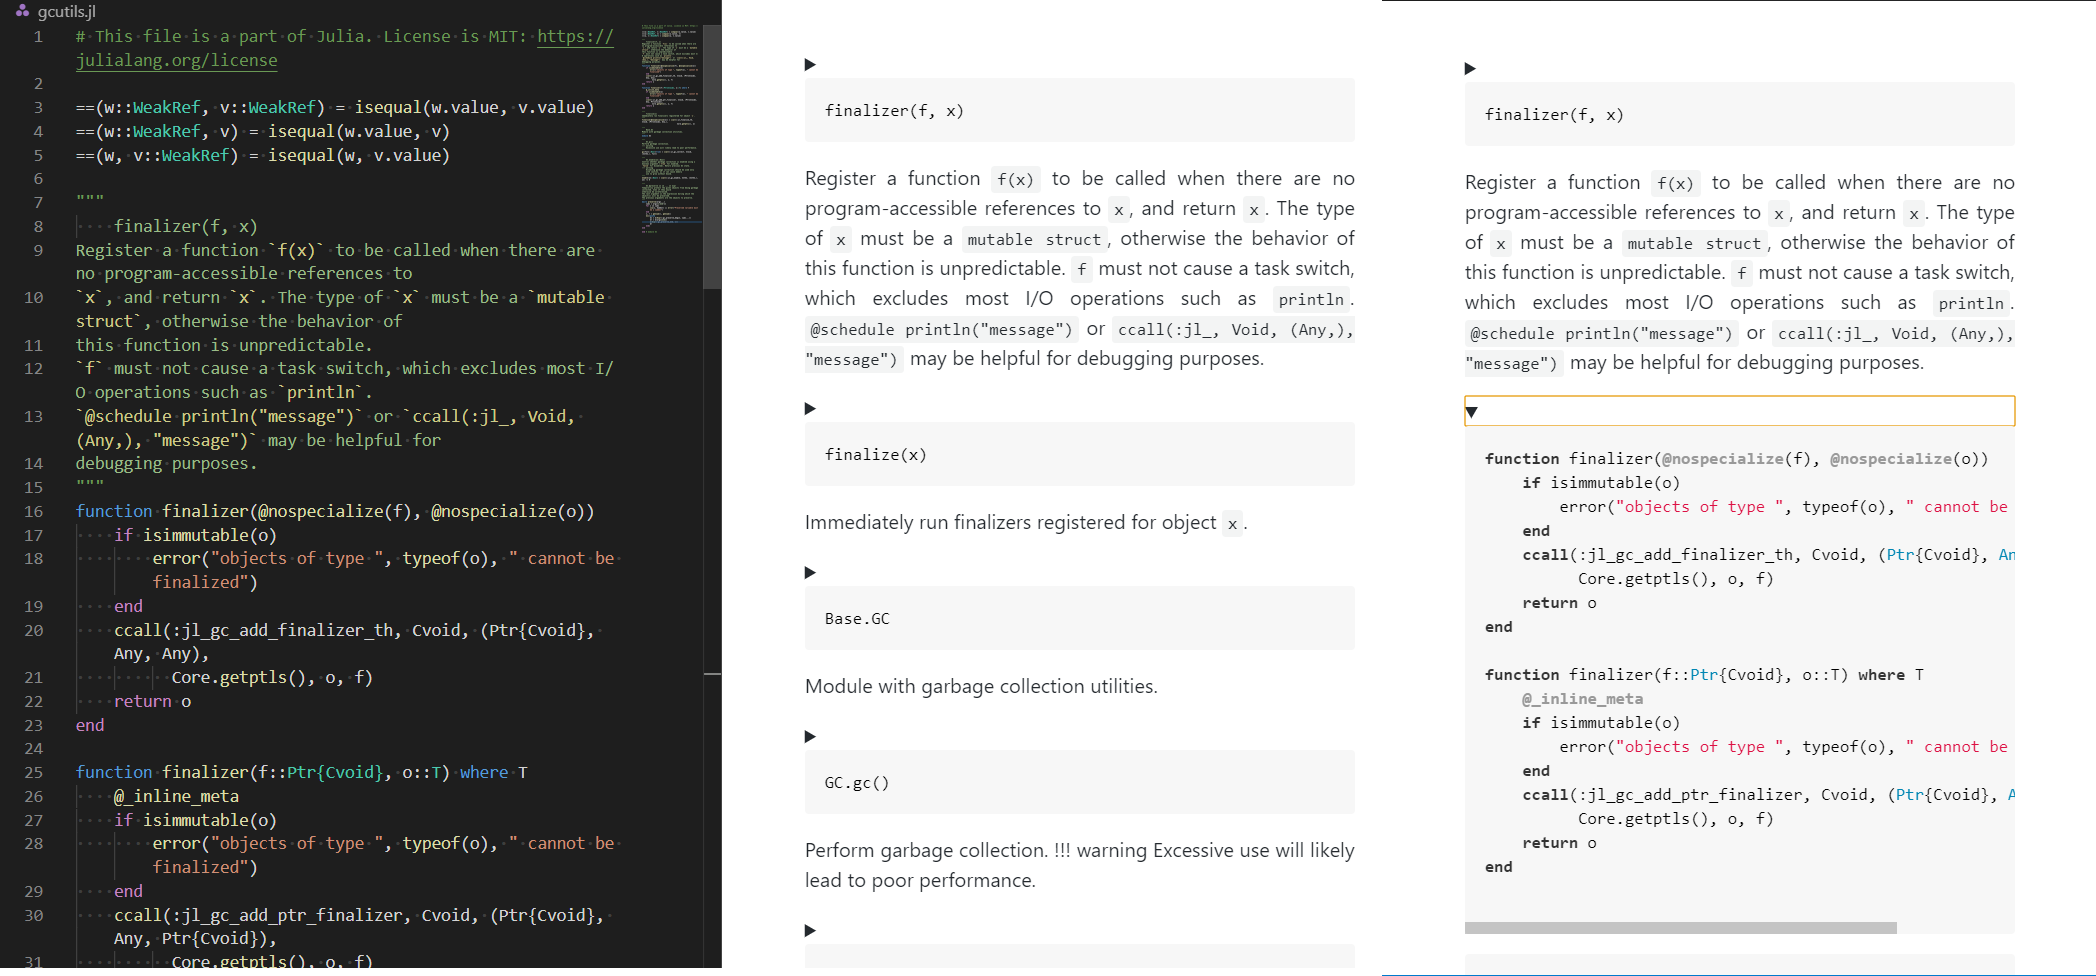 gcutils.jl
1 # This file is a part of Julia. License is MIT: https://
julialang.org/license
2
3 ==(w::WeakRef, v::WeakRef) = isequal(w.value, v.value)
4 ==(w::WeakRef, v) = isequal(w.value, v)
5 ==(w, v::WeakRef) = isequal(w, v.value)
6
7 """
8     finalizer(f, x)
9 Register a function `f(x)` to be called when there are
no program-accessible references to
10 `x`, and return `x`. The type of `x` must be a `mutable
struct`, otherwise the behavior of
11 this function is unpredictable.
12 `f` must not cause a task switch, which excludes most I/
O operations such as `println`.
13 `@schedule println("message")` or `ccall(:jl_, Void,
(Any,), "message")` may be helpful for
14 debugging purposes.
15 """
16 function finalizer(@nospecialize(f), @nospecialize(o))
17     if isimmutable(o)
18         error("objects of type ", typeof(o), " cannot be
finalized")
19     end
20     ccall(:jl_gc_add_finalizer_th, Cvoid, (Ptr{Cvoid},
Any, Any),
21           Core.getptls(), o, f)
22     return o
23 end
24
25 function finalizer(f::Ptr{Cvoid}, o::T) where T
26     @_inline_meta
27     if isimmutable(o)
28         error("objects of type ", typeof(o), " cannot be
finalized")
29     end
30     ccall(:jl_gc_add_ptr_finalizer, Cvoid, (Ptr{Cvoid},
Any, Ptr{Cvoid}),
31           Core.getptls(), o, f)
finalizer(f, x)
Register a function f(x) to be called when there are no
program-accessible references to x, and return x. The type
of x must be a mutable struct, otherwise the behavior of
this function is unpredictable. f must not cause a task switch,
which excludes most I/O operations such as println.
@schedule println("message") or ccall(:jl_, Void, (Any,),
"message") may be helpful for debugging purposes.
finalize(x)
Immediately run finalizers registered for object x.
Base.GC
Module with garbage collection utilities.
GC.gc()
Perform garbage collection. !!! warning Excessive use will likely
lead to poor performance.
finalizer(f, x)
Register a function f(x) to be called when there are no
program-accessible references to x, and return x. The type
of x must be a mutable struct, otherwise the behavior of
this function is unpredictable. f must not cause a task switch,
which excludes most I/O operations such as println.
@schedule println("message") or ccall(:jl_, Void, (Any,),
"message") may be helpful for debugging purposes.
function finalizer(@nospecialize(f), @nospecialize(o))
    if isimmutable(o)
        error("objects of type ", typeof(o), " cannot be
    end
    ccall(:jl_gc_add_finalizer_th, Cvoid, (Ptr{Cvoid}, An
          Core.getptls(), o, f)
    return o
end
function finalizer(f::Ptr{Cvoid}, o::T) where T
    @_inline_meta
    if isimmutable(o)
        error("objects of type ", typeof(o), " cannot be
    end
    ccall(:jl_gc_add_ptr_finalizer, Cvoid, (Ptr{Cvoid}, A
          Core.getptls(), o, f)
    return o
end